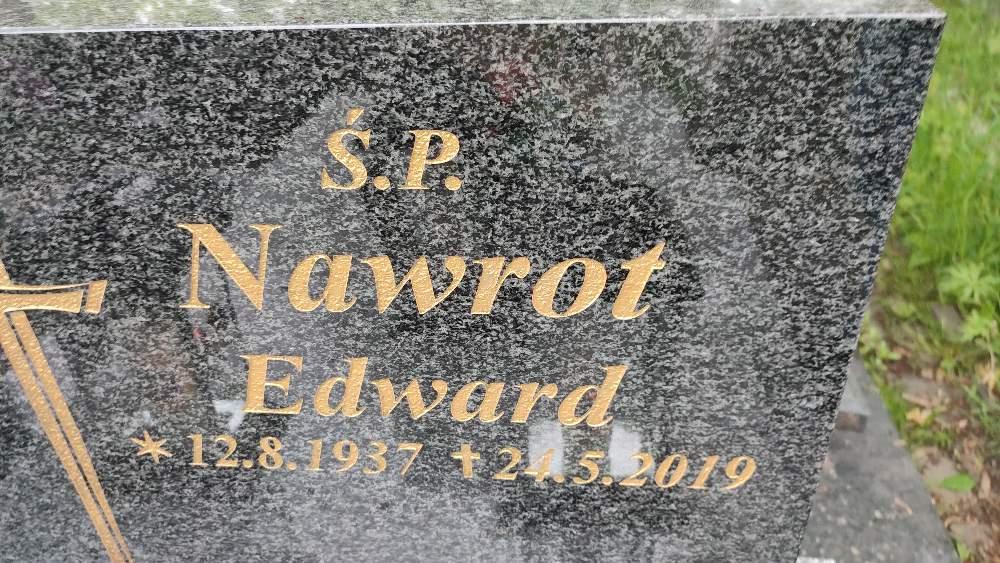 Ś.P.
Nawrot
Edward
* 12.8.1937 ✝ 24.5.2019